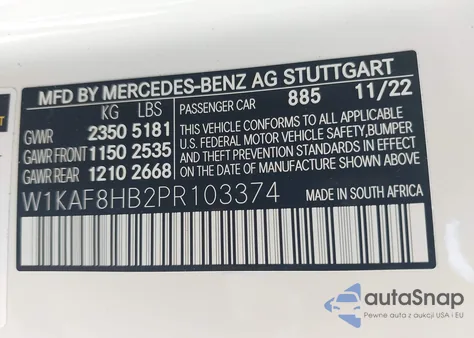 MFD BY MERCEDES-BENZ AG STUTTGART
KG LBS
PASSENGER CAR 885 11/22
GVWR 2350 5181
GAWR FRONT 1150 2535
GAWR REAR 1210 2668
THIS VEHICLE CONFORMS TO ALL APPLICABLE
U.S. FEDERAL MOTOR VEHICLE SAFETY, BUMPER
AND THEFT PREVENTION STANDARDS IN EFFECT
ON THE DATE OF MANUFACTURE SHOWN ABOVE.
W1KAF8HB2PR103374 MADE IN SOUTH AFRICA
autoSnap
Pewne auta z USA i EU